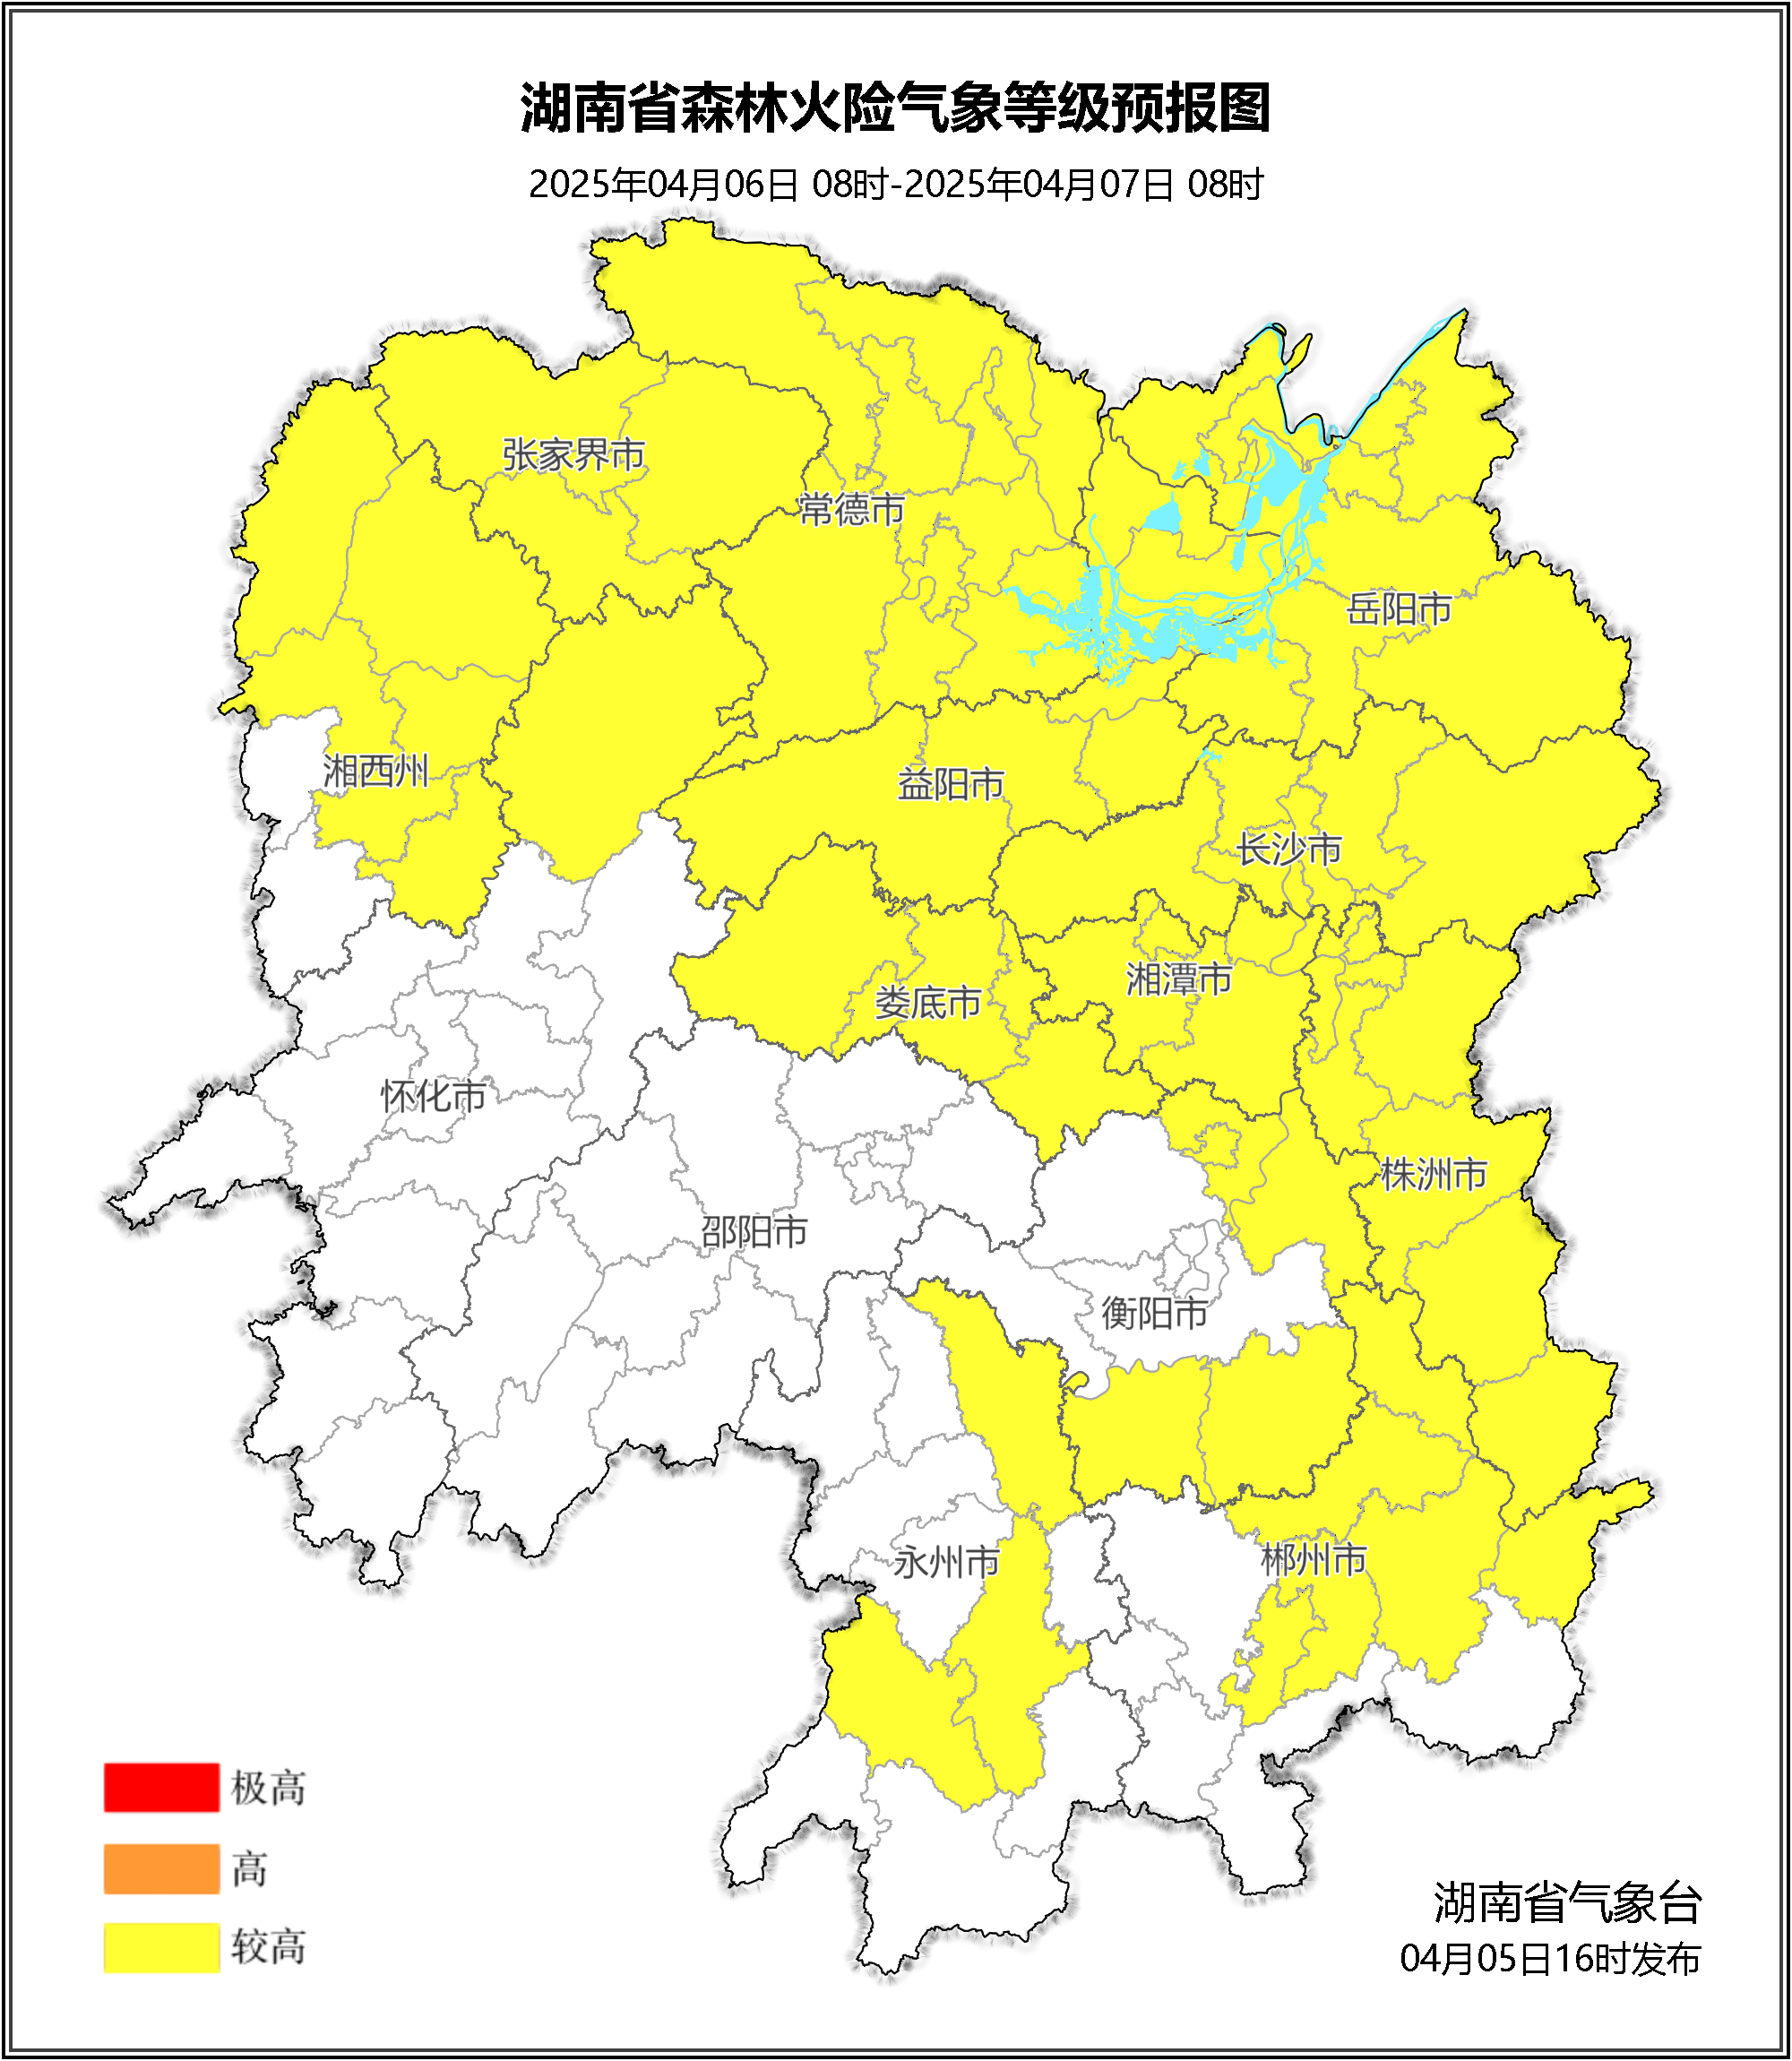 湖南省森林火险气象等级预报图
2025年04月06日 08时-2025年04月07日 08时
张家界市
常德市
岳阳市
湘西州
益阳市
长沙市
湘潭市
娄底市
怀化市
株洲市
邵阳市
衡阳市
永州市
郴州市
极高
高
较高
湖南省气象台
04月05日16时发布